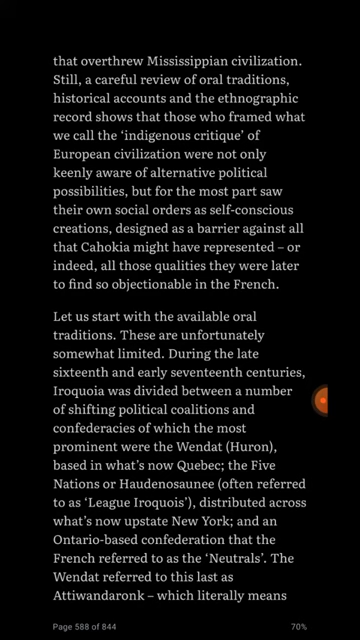 that overthrew Mississippian civilization.
Still, a careful review of oral traditions,
historical accounts and the ethnographic
record shows that those who framed what
we call the ‘indigenous critique’ of
European civilization were not only
keenly aware of alternative political
possibilities, but for the most part saw
their own social orders as self-conscious
creations, designed as a barrier against all
that Cahokia might have represented – or
indeed, all those qualities they were later
to find so objectionable in the French.
Let us start with the available oral
traditions. These are unfortunately
somewhat limited. During the late
sixteenth and early seventeenth centuries,
Iroquoia was divided between a number
of shifting political coalitions and
confederacies of which the most
prominent were the Wendat (Huron),
based in what’s now Quebec; the Five
Nations or Haudenosaunee (often referred
to as ‘League Iroquois’), distributed across
what’s now upstate New York; and an
Ontario-based confederation that the
French referred to as the ‘Neutrals’. The
Wendat referred to this last as
Attiwandaronk – which literally means
Page 588 of 844
70%